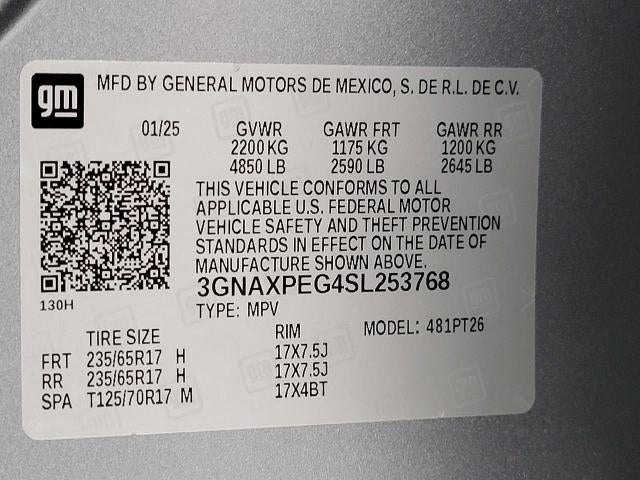 gm MFD BY GENERAL MOTORS DE MEXICO, S. DE R.L. DE C.V.
01/25 GVWR GAWR FRT GAWR RR
2200 KG 1175 KG 1200 KG
4850 LB 2590 LB 2645 LB
THIS VEHICLE CONFORMS TO ALL
APPLICABLE U.S. FEDERAL MOTOR
VEHICLE SAFETY AND THEFT PREVENTION
STANDARDS IN EFFECT ON THE DATE OF
MANUFACTURE SHOWN ABOVE.
3GNAXPEG4SL253768
130H
TYPE: MPV
TIRE SIZE RIM MODEL: 481PT26
FRT 235/65R17 H 17X7.5J
RR 235/65R17 H 17X7.5J
SPA T125/70R17 M 17X4BT